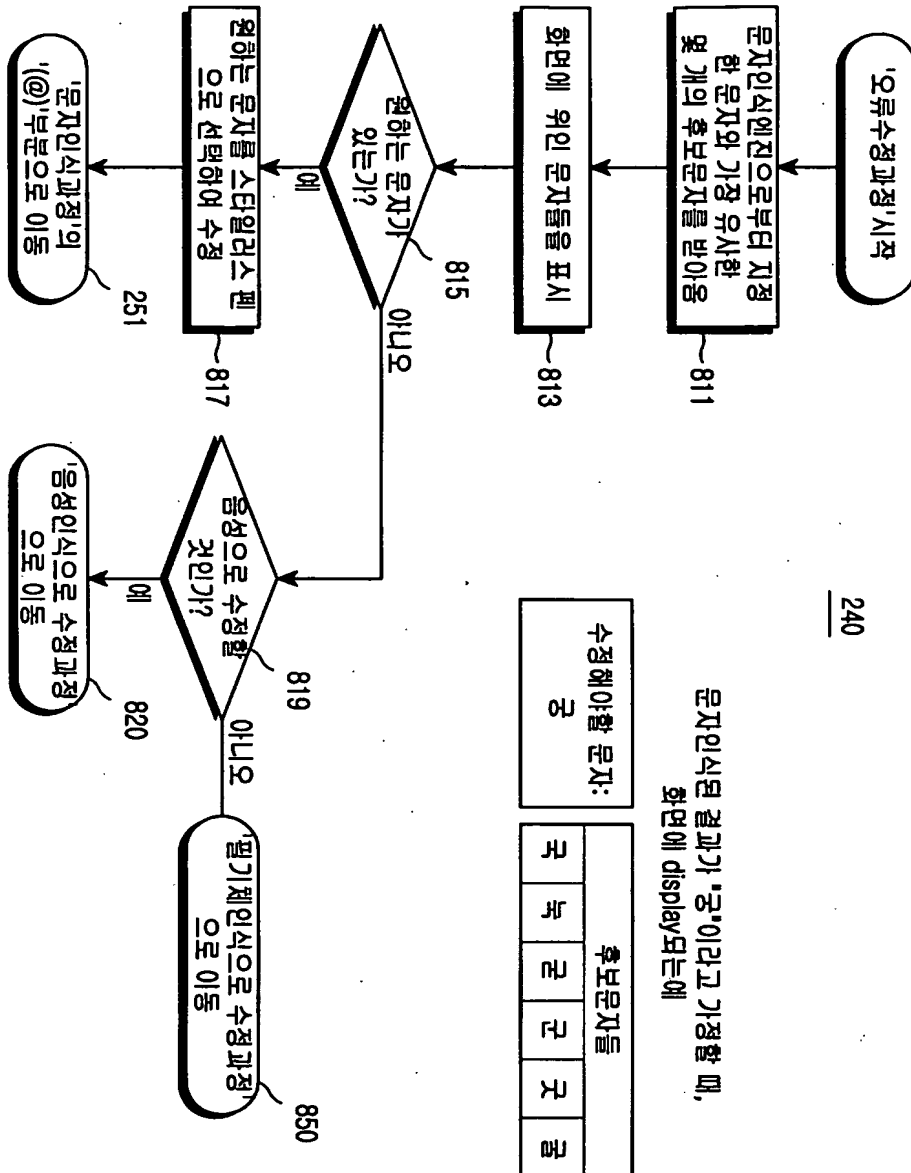 240
'오류수정과정'시작
문자인식엔진으로부터 지정
한 문자와 가장 유사한
몇 개의 후보문자를 받아옴
811
화면에 위인 문자들을 표시
813
원하는 문자가
있는가?
815
예
아니오
원하는 문자를 스타일러스 펜
으로 선택하여 수정
817
'문자인식과정'의
'(@)'부분으로 이동
251
음성으로 수정할
것인가?
819
예
아니오
'음성인식으로 수정과정
으로 이동
820
'필기체인식으로 수정과정'
으로 이동
850
문자인식된 결과가 "궁"이라고 가정할 때,
화면에 display되는예
수정해야할 문자:
궁
후보문자들
국 눅 굳 군 굿 굴